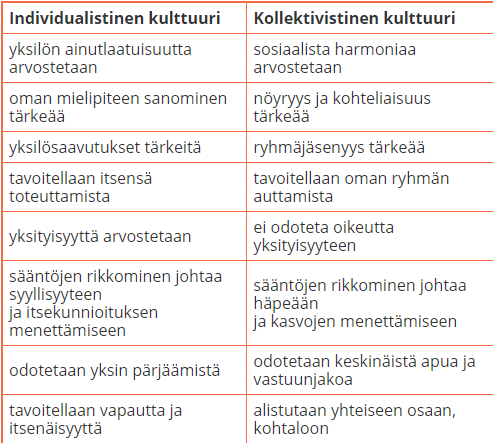 Individualistinen kulttuuri
Kollektivistinen kulttuuri
yksilön ainutlaatuisuutta
arvostetaan
sosiaalista harmoniaa
arvostetaan
oman mielipiteen sanominen
tärkeää
nöyryys ja kohteliaisuus
tärkeää
yksilösaavutukset tärkeitä
ryhmäjäsenyys tärkeää
tavoitellaan itsensä
toteuttamista
tavoitellaan oman ryhmän
auttamista
yksityisyyttä arvostetaan
ei odoteta oikeutta
yksityisyyteen
sääntöjen rikkominen johtaa
syyllisyyteen
ja itsekunnioituksen
menettämiseen
sääntöjen rikkominen johtaa
häpeään
ja kasvojen menettämiseen
odotetaan yksin pärjäämistä
odotetaan keskinäistä apua ja
vastuunjakoa
tavoitellaan vapautta ja
itsenäisyyttä
alistutaan yhteiseen osaan,
kohtaloon